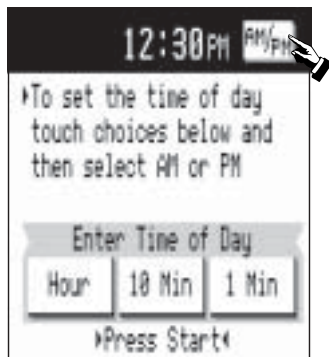 12:30PM AM/PM
To set the time of day
touch choices below and
then select AM or PM
Enter Time of Day
Hour 10 Min 1 Min
Press Start